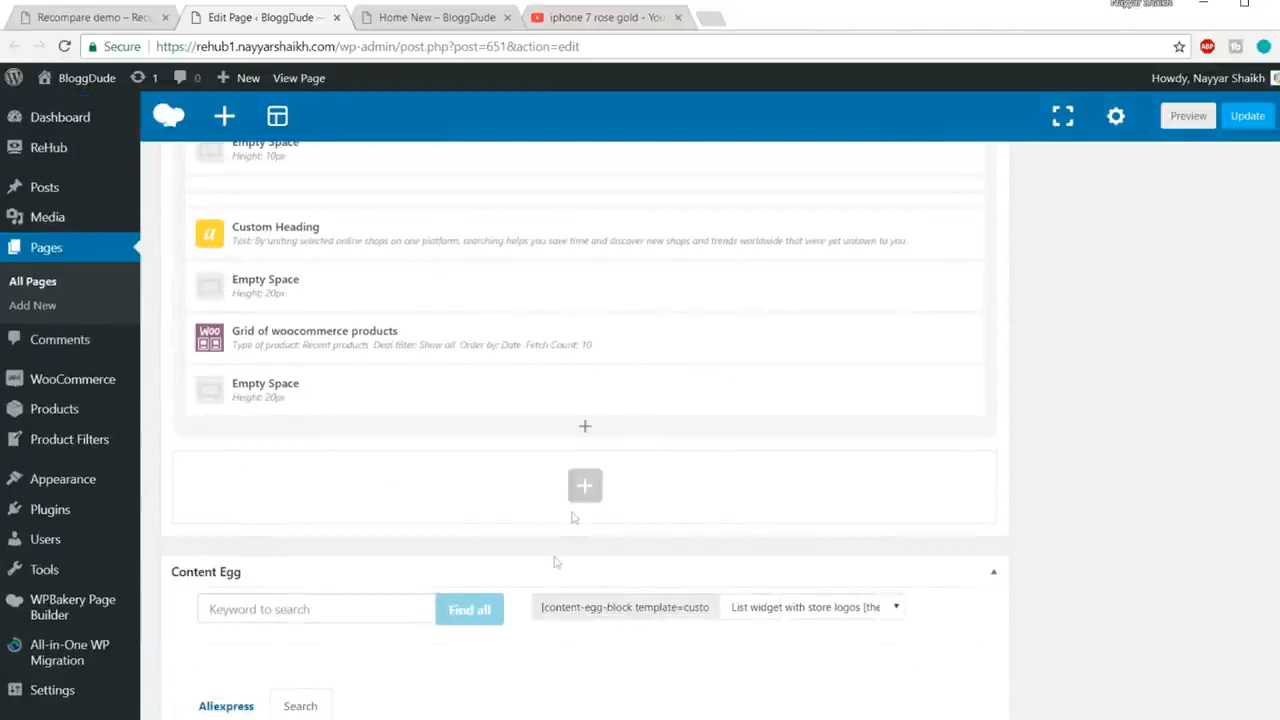 Recompare demo – Reco
Edit Page ‹ BloggDude —
Home New – BloggDude
iphone 7 rose gold - You
Nayyar Shaikh
Secure
https://rehub1.nayyarshaikh.com/wp-admin/post.php?post=651&action=edit
ABP
BloggDude
1
0
New
View Page
Howdy, Nayyar Shaikh
Dashboard
ReHub
Posts
Media
Pages
All Pages
Add New
Comments
WooCommerce
Products
Product Filters
Appearance
Plugins
Users
Tools
WPBakery Page
Builder
All-in-One WP
Migration
Settings
Preview
Update
Empty Space
Height: 10px
Custom Heading
Text: By uniting selected online shops on one platform, searching helps you save time and discover new shops and trends worldwide that were yet unkown to you.
Empty Space
Height: 20px
WOO
Grid of woocommerce products
Type of product: Recent products Deal filter: Show all Order by: Date Fetch Count: 10
Empty Space
Height: 20px
Content Egg
Keyword to search
Find all
[content-egg-block template=custo
List widget with store logos [the
Aliexpress
Search